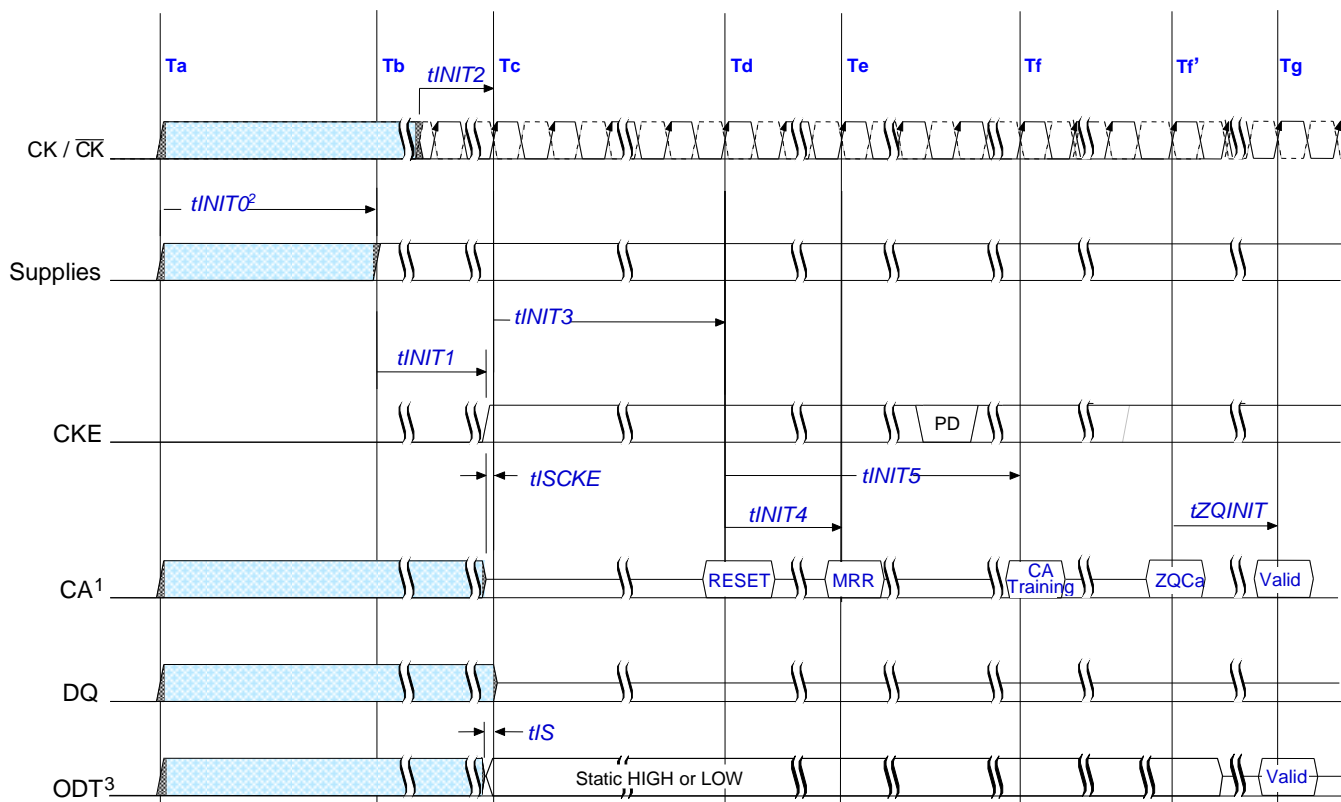 Ta Tb Tc Td Te Tf Tf' Tg
tINIT2
CK / CK
tINIT0²
Supplies
tINIT3
tINIT1
CKE PD
tISCKE tINIT5
tINIT4 tZQINIT
CA¹ RESET MRR CA Training ZQCa Valid
DQ
tIS
ODT³ Static HIGH or LOW Valid